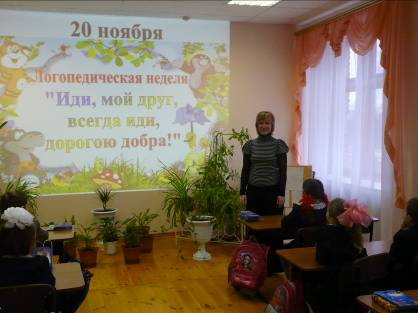 20 ноября
Логопедическая неделя
"Иди, мой друг,
всегда иди,
дорогою добра!"